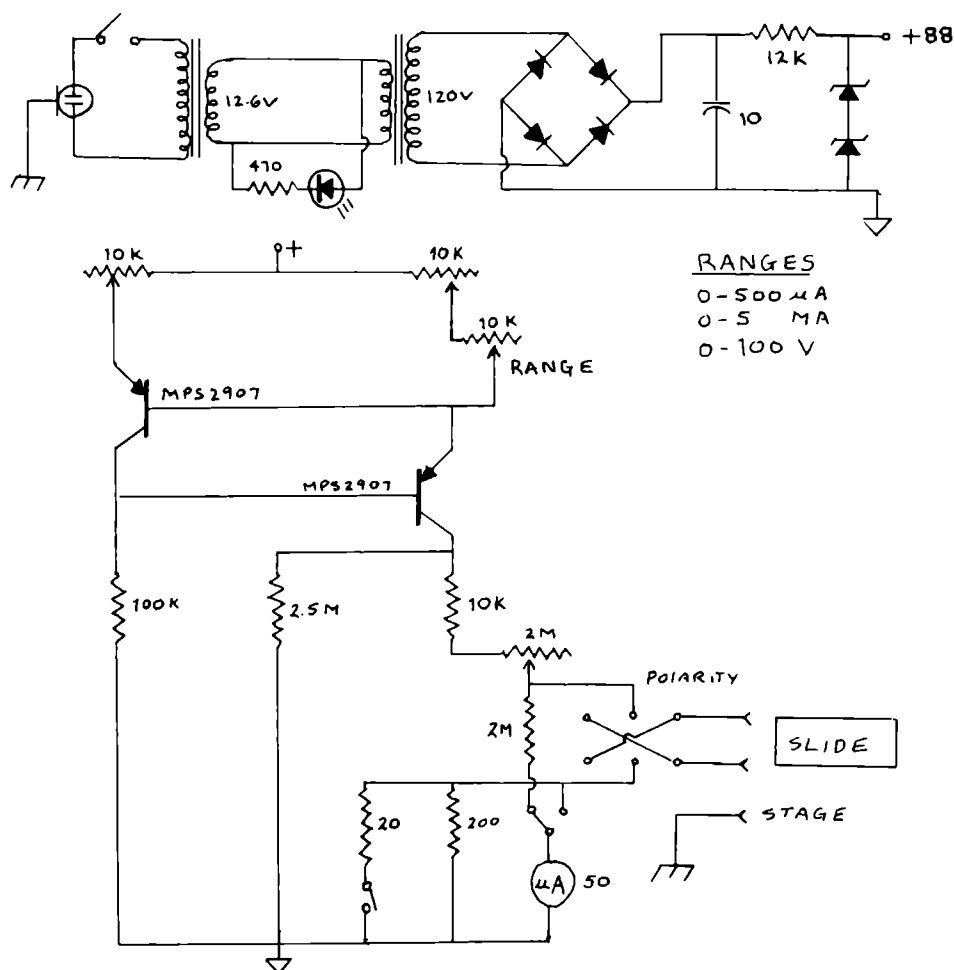 +88
12K
12.6V
120V
10
470
+
10K
10K
10K
RANGE
RANGES
0-500 μA
0-5 MA
0-100 V
MPS2907
MPS2907
100K
2.5M
10K
2M
POLARITY
2M
SLIDE
20
200
STAGE
μA
50